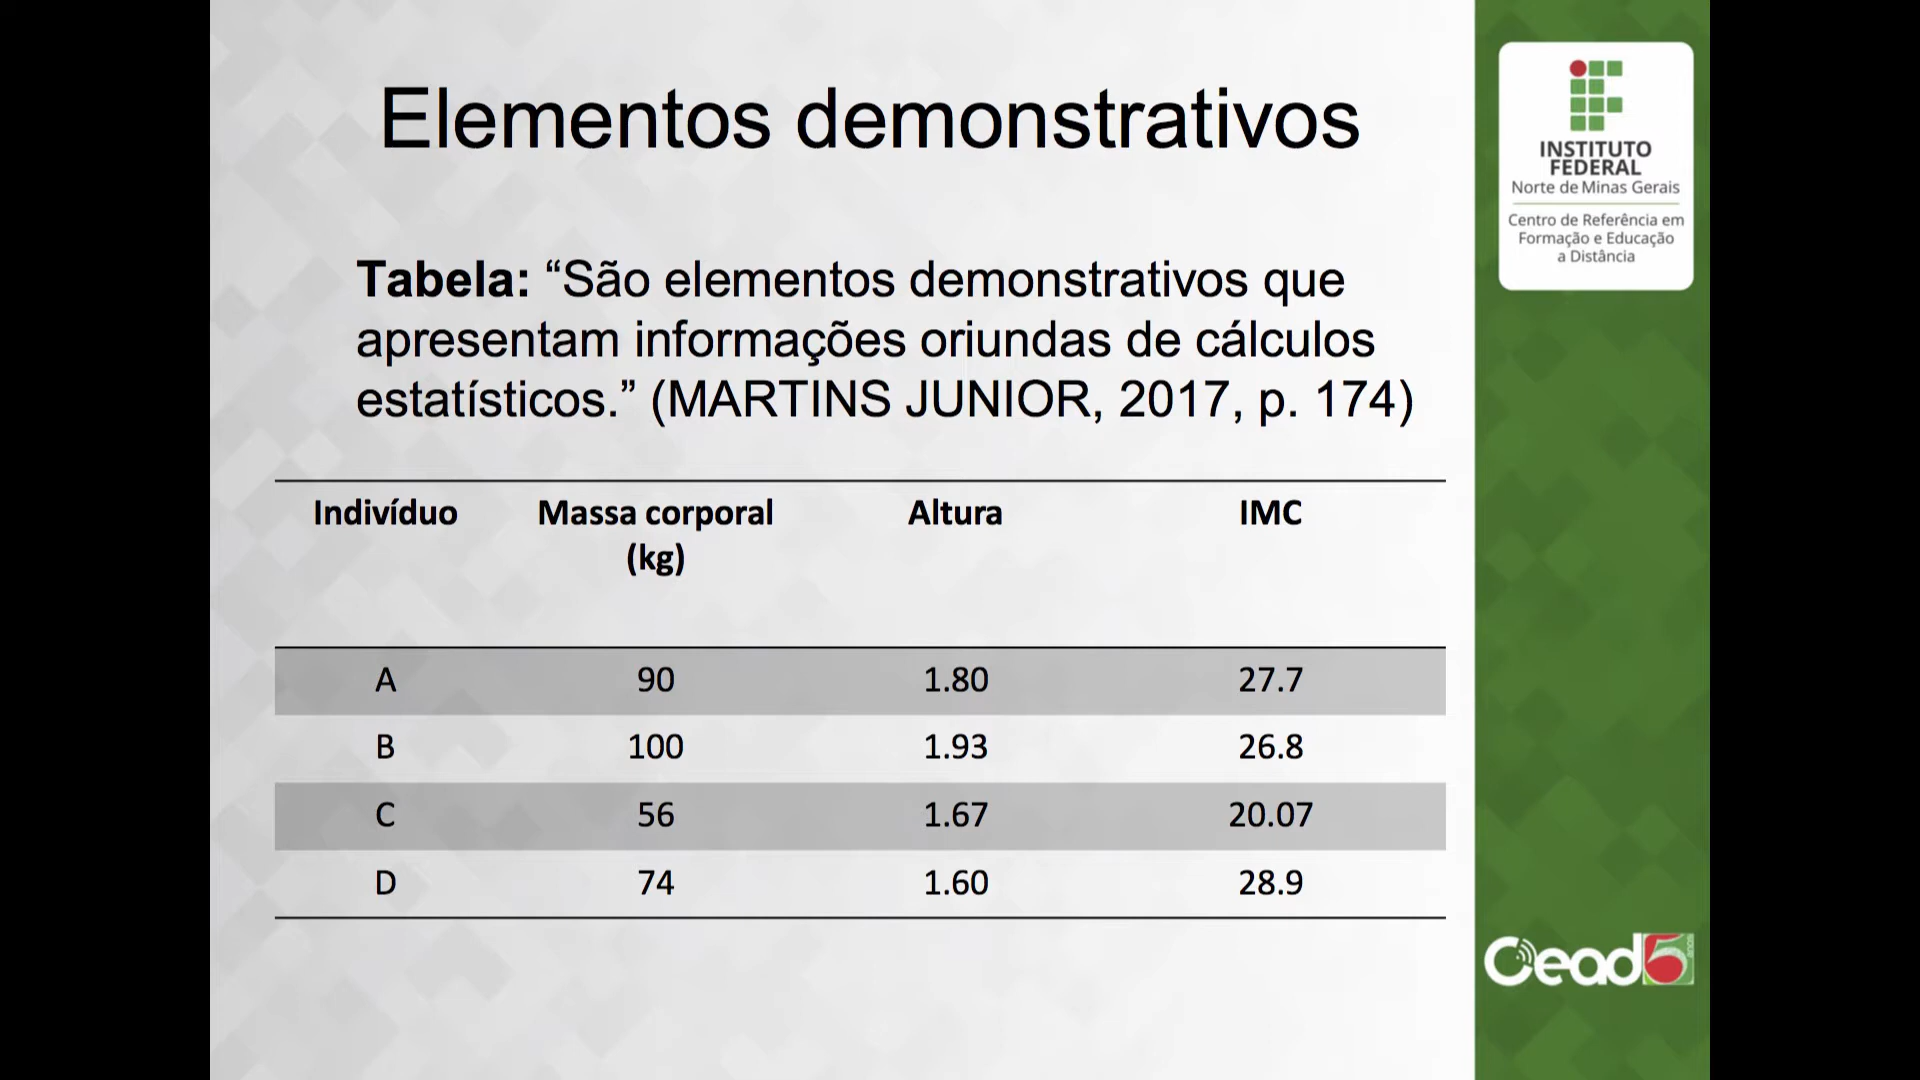 Elementos demonstrativos
Tabela: “São elementos demonstrativos que
apresentam informações oriundas de cálculos
estatísticos.” (MARTINS JUNIOR, 2017, p. 174)
Indivíduo Massa corporal Altura IMC
(kg)
A 90 1.80 27.7
B 100 1.93 26.8
C 56 1.67 20.07
D 74 1.60 28.9
INSTITUTO
FEDERAL
Norte de Minas Gerais
Centro de Referência em
Formação e Educação
a Distância
Cead 5 anos